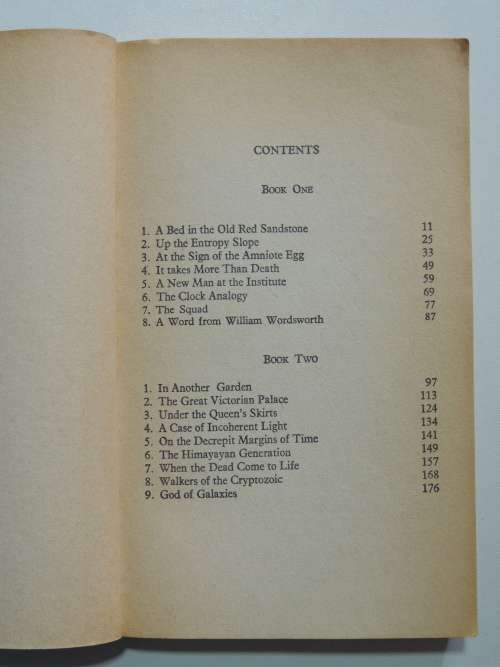 CONTENTS
Book One
1. A Bed in the Old Red Sandstone 11
2. Up the Entropy Slope 25
3. At the Sign of the Amniote Egg 33
4. It takes More Than Death 49
5. A New Man at the Institute 59
6. The Clock Analogy 69
7. The Squad 77
8. A Word from William Wordsworth 87
Book Two
1. In Another Garden 97
2. The Great Victorian Palace 113
3. Under the Queen's Skirts 124
4. A Case of Incoherent Light 134
5. On the Decrepit Margins of Time 141
6. The Himayayan Generation 149
7. When the Dead Come to Life 157
8. Walkers of the Cryptozoic 168
9. God of Galaxies 176